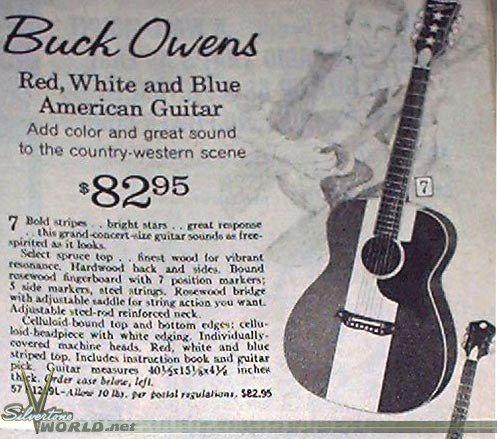 Buck Owens
Red, White and Blue
American Guitar
Add color and great sound
to the country-western scene
$82.95
7 Bold stripes . . bright stars . . great response
. . this grand-concert-size guitar sounds as free-
spirited as it looks.
Select spruce top . . finest wood for vibrant
resonance. Hardwood back and sides. Bound
rosewood fingerboard with 7 position markers;
5 side markers, steel strings. Rosewood bridge
with adjustable saddle for string action you want.
Adjustable steel-rod reinforced neck.
Celluloid-bound top and bottom edges; cellu-
loid-headpiece with white edging. Individually-
covered machine heads. Red, white and blue
striped top. Includes instruction book and guitar
pick. Guitar measures 40½x15⅜x4½ inches
thick. Order case below, left.
57 L—Allow 10 lbs. per postal regulations. $82.95
7
Silvertone
WORLD.net